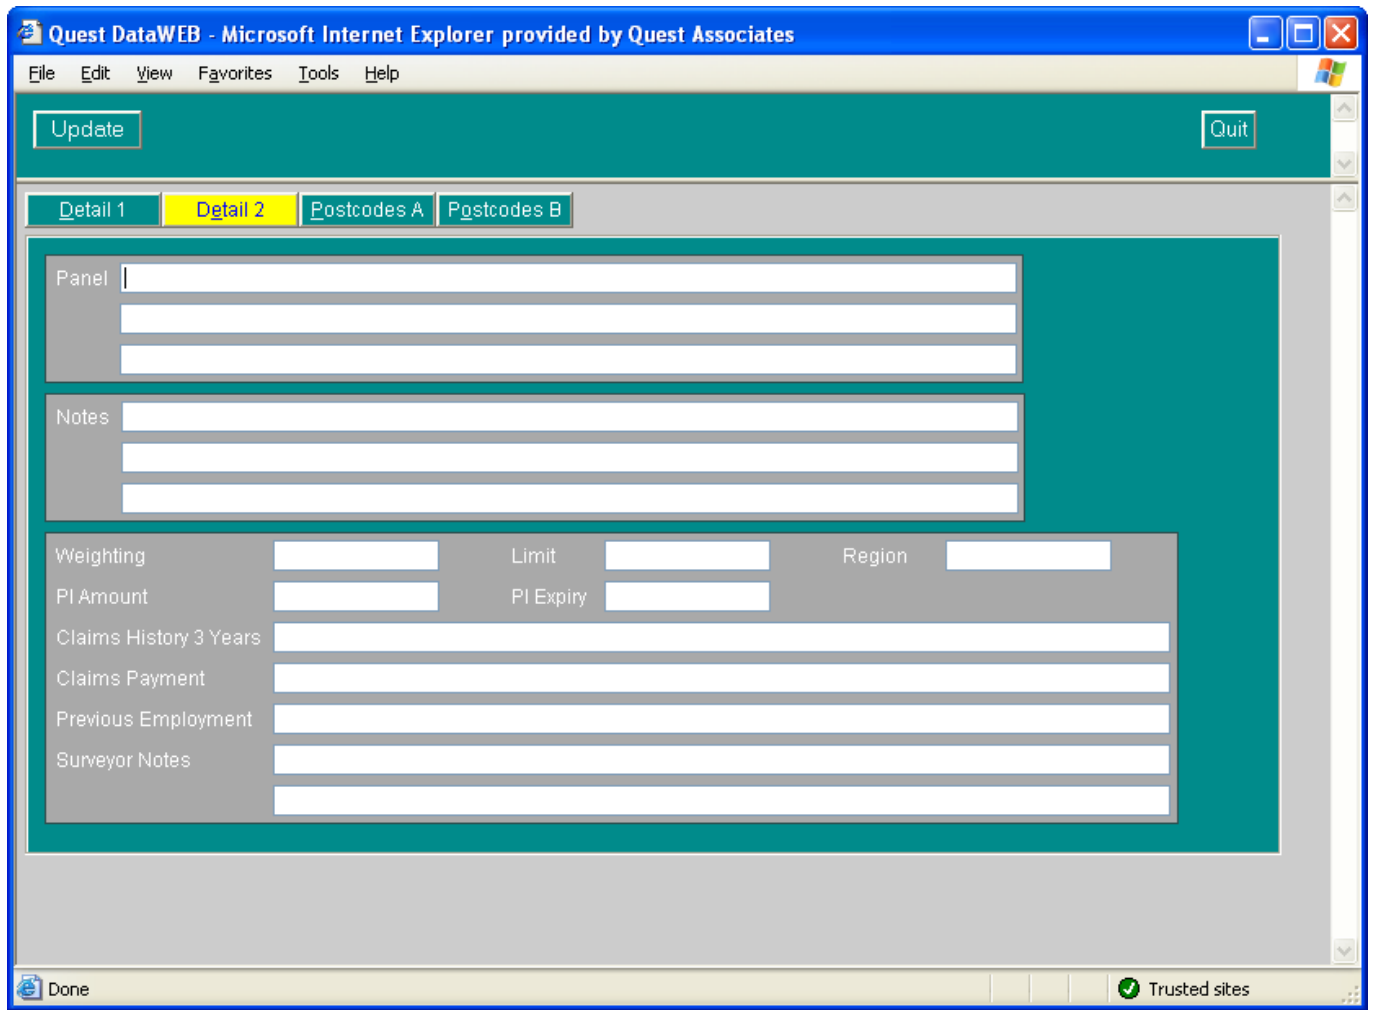 Quest DataWEB - Microsoft Internet Explorer provided by Quest Associates
File Edit View Favorites Tools Help
Update Quit
Detail 1 Detail 2 Postcodes A Postcodes B
Panel
Notes
Weighting Limit Region
PI Amount PI Expiry
Claims History 3 Years
Claims Payment
Previous Employment
Surveyor Notes
Done Trusted sites